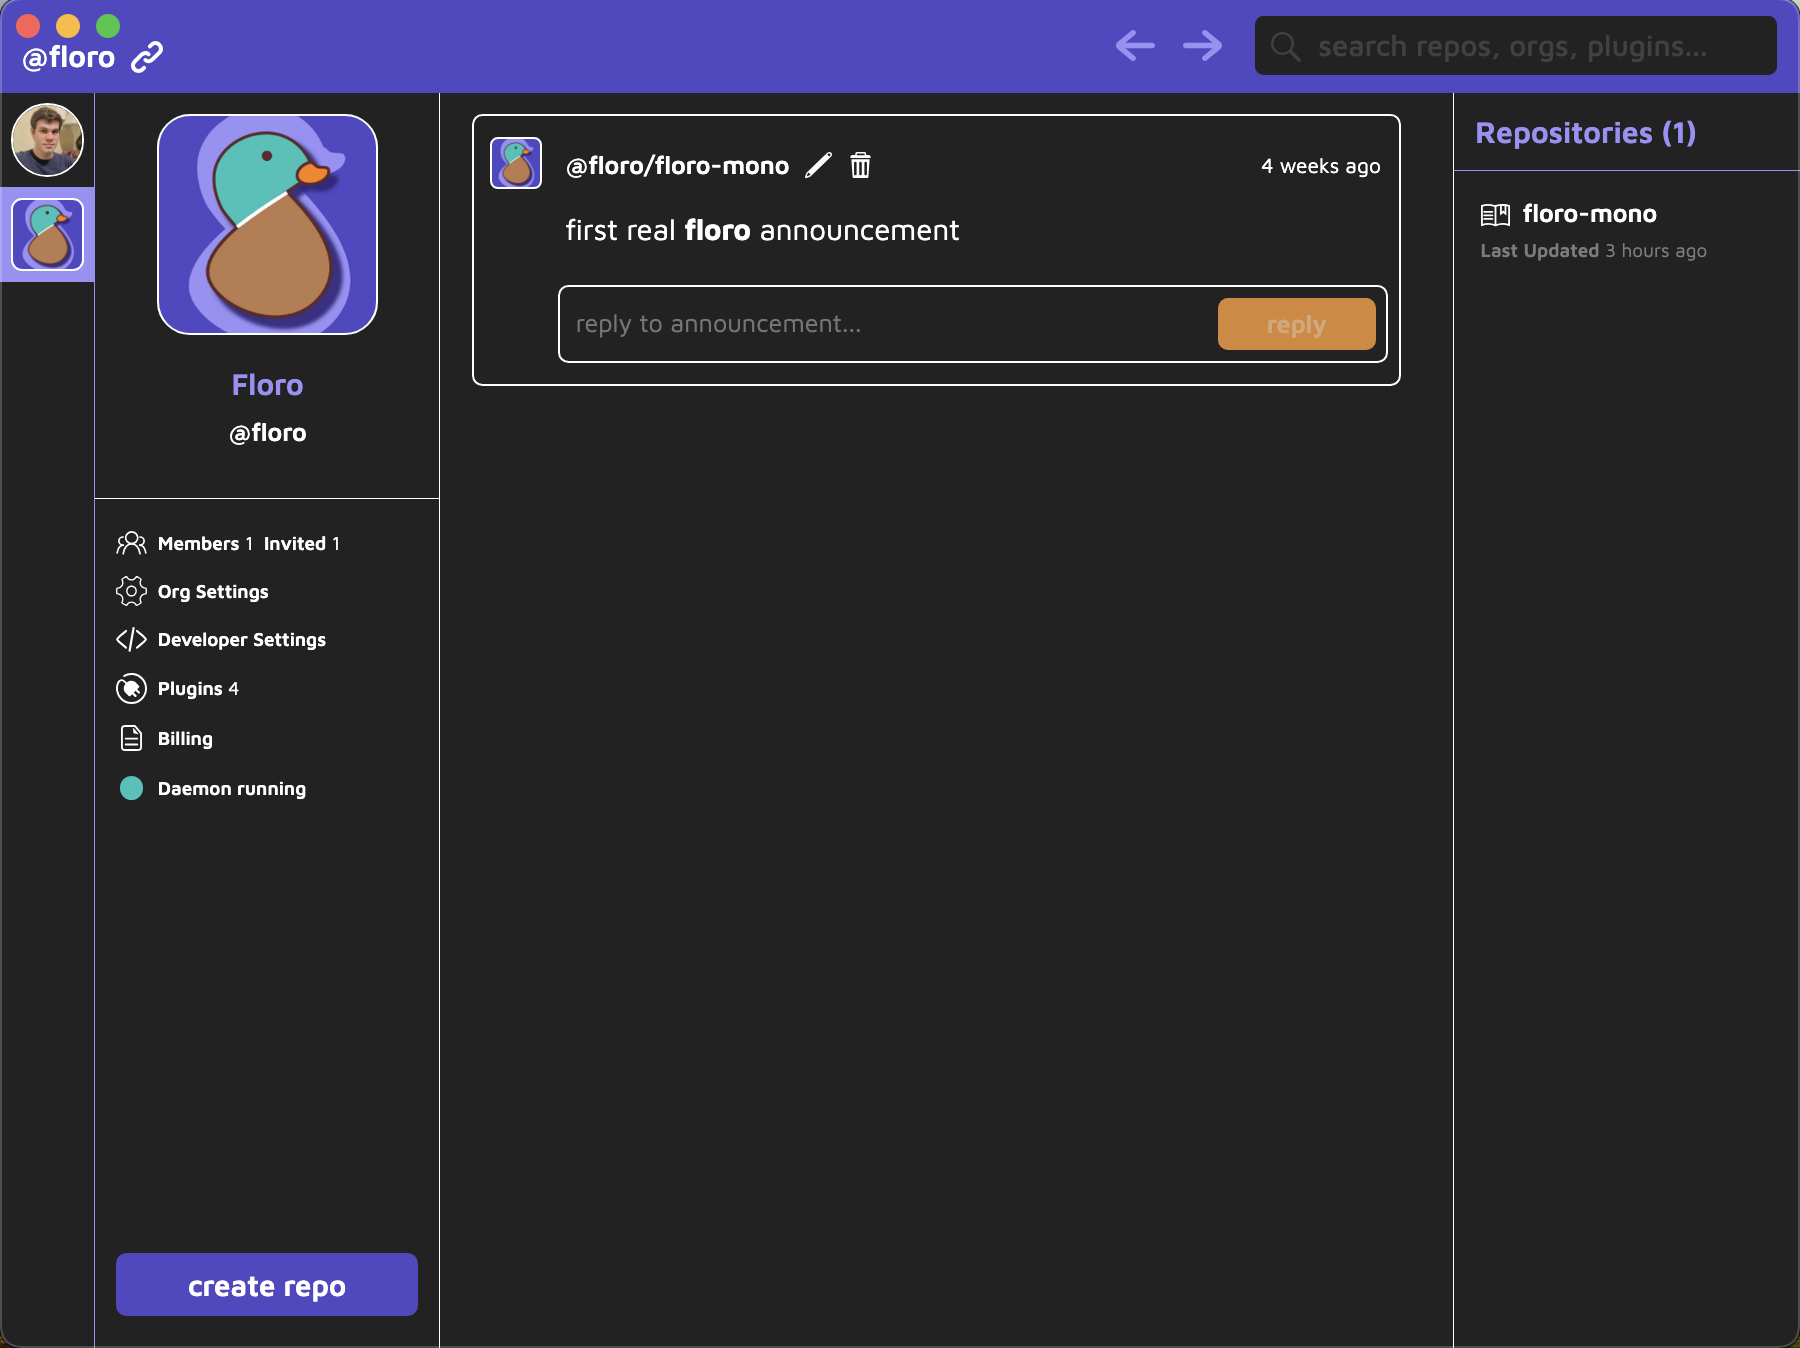 @floro
search repos, orgs, plugins...
Floro
@floro
Members 1 Invited 1
Org Settings
Developer Settings
Plugins 4
Billing
Daemon running
create repo
@floro/floro-mono
4 weeks ago
first real floro announcement
reply to announcement...
reply
Repositories (1)
floro-mono
Last Updated 3 hours ago